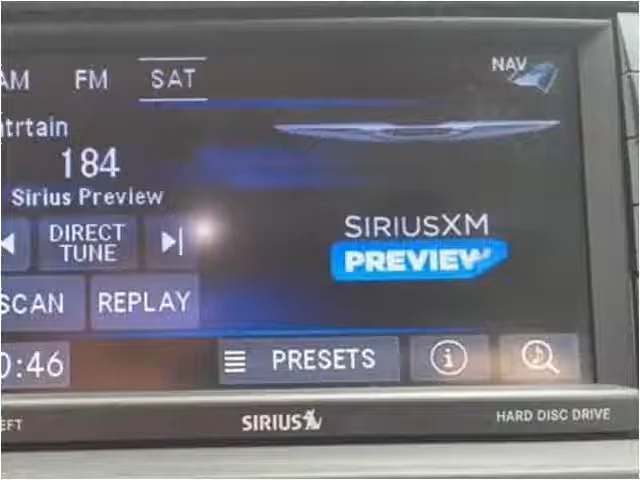 AM FM SAT NAV
trtain
184
Sirius Preview
DIRECT
TUNE
SIRIUSXM
PREVIEW
SCAN REPLAY
0:46 PRESETS i
EFT SIRIUS HARD DISC DRIVE